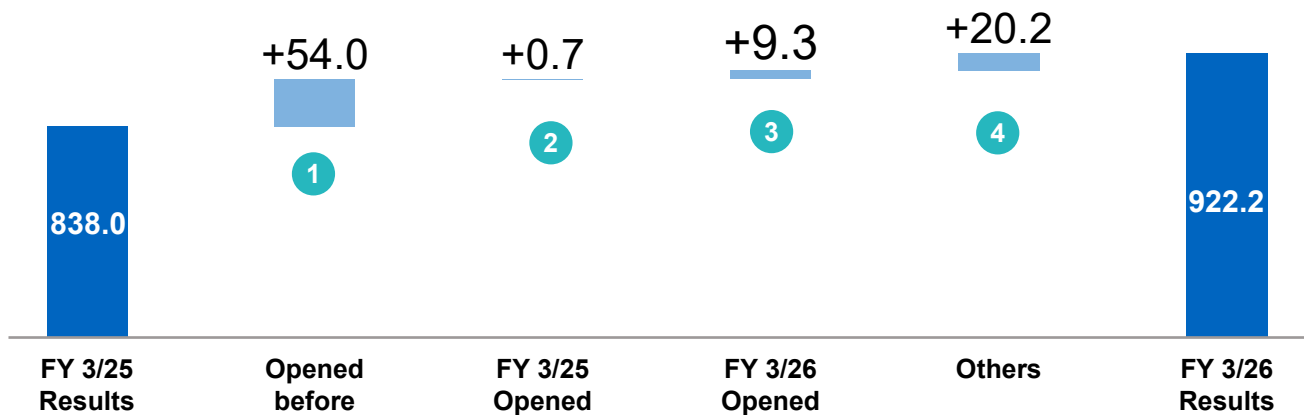 +54.0
+0.7
+9.3
+20.2
1
2
3
4
838.0
922.2
FY 3/25
Results
Opened
before
FY 3/25
Opened
FY 3/26
Opened
Others
FY 3/26
Results